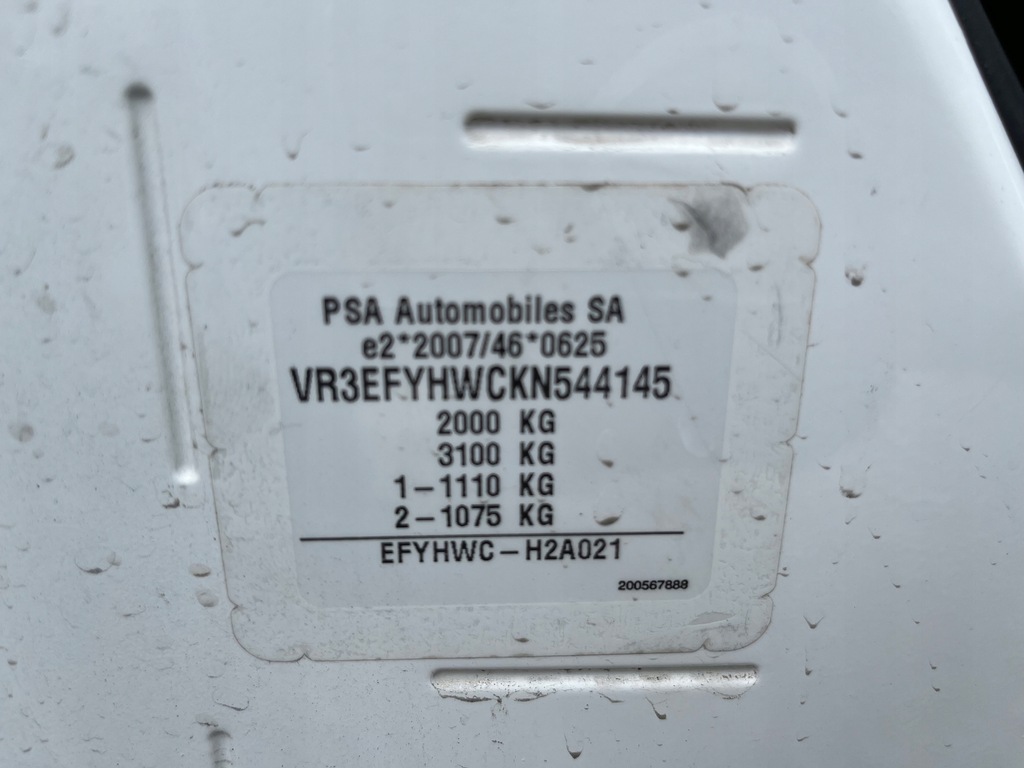 PSA Automobiles SA
e2*2007/46*0625
VR3EFYHWCKN544145
2000 KG
3100 KG
1-1110 KG
2-1075 KG
EFYHWC-H2A021
200567888